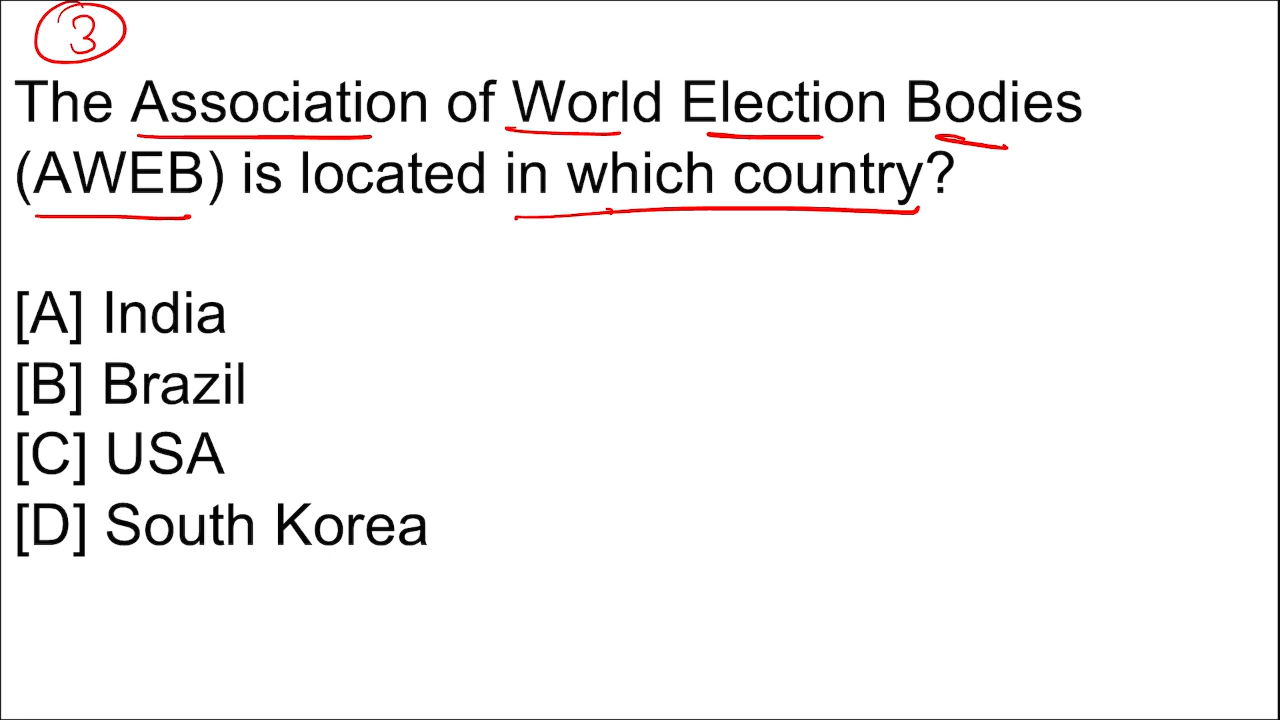 3
The Association of World Election Bodies
(AWEB) is located in which country?
[A] India
[B] Brazil
[C] USA
[D] South Korea